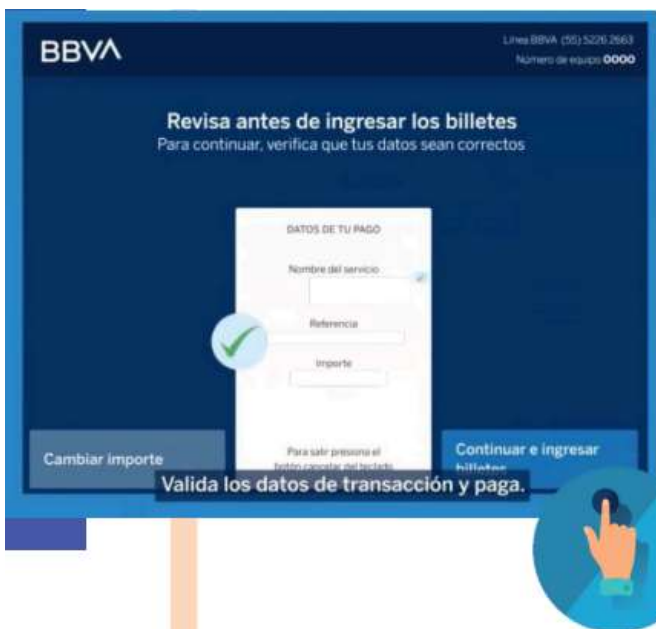 BBVA
Línea BBVA (55) 5226 2663
Número de equipo 0000
Revisa antes de ingresar los billetes
Para continuar, verifica que tus datos sean correctos
DATOS DE TU PAGO
Nombre del servicio
Referencia
Importe
Cambiar importe
Para salir presiona el
botón cancelar del teclado
Continuar e ingresar
billetes
Valida los datos de transacción y paga.